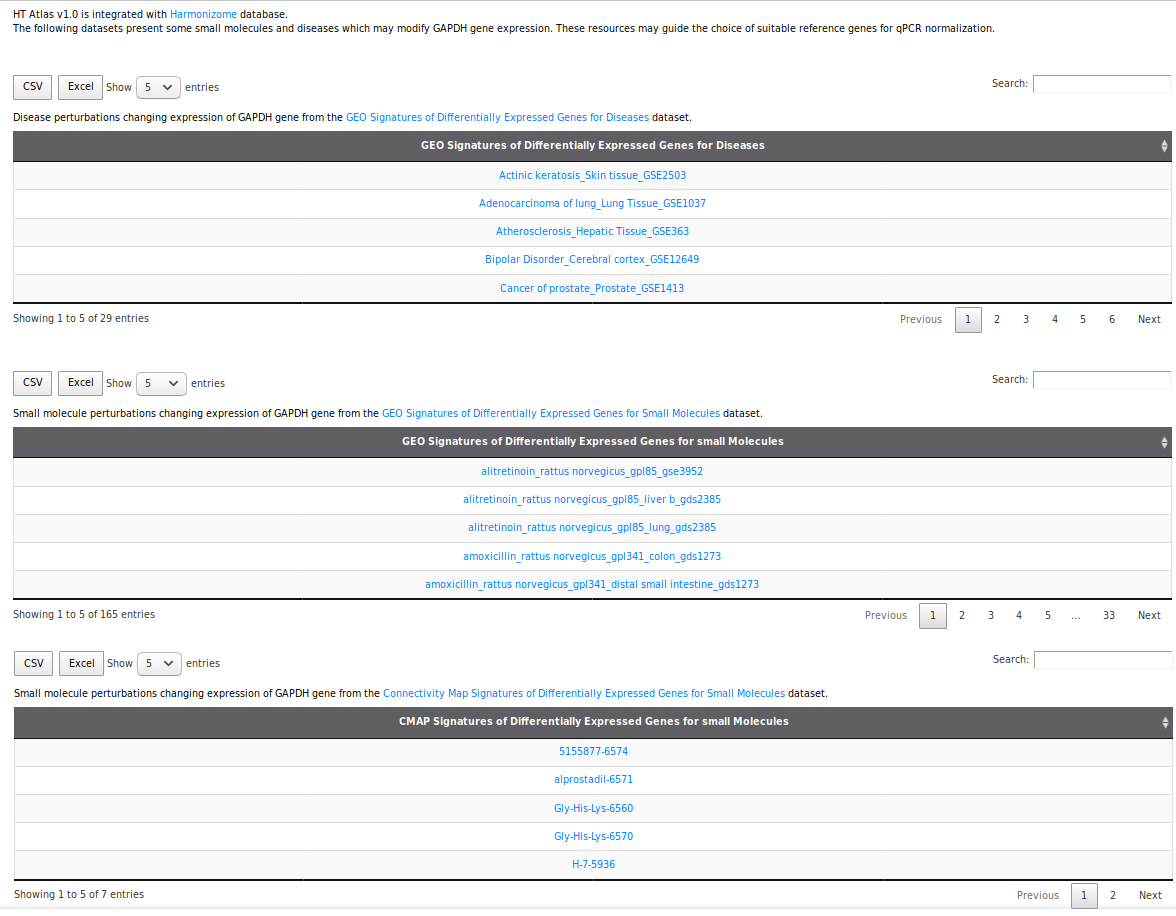 HT Atlas v1.0 is integrated with Harmonizome database.
The following datasets present some small molecules and diseases which may modify GAPDH gene expression. These resources may guide the choice of suitable reference genes for qPCR normalization.
CSV Excel Show 5 entries Search:
Disease perturbations changing expression of GAPDH gene from the GEO Signatures of Differentially Expressed Genes for Diseases dataset.
GEO Signatures of Differentially Expressed Genes for Diseases
Actinic keratosis_Skin tissue_GSE2503
Adenocarcinoma of lung_Lung Tissue_GSE1037
Atherosclerosis_Hepatic Tissue_GSE363
Bipolar Disorder_Cerebral cortex_GSE12649
Cancer of prostate_Prostate_GSE1413
Showing 1 to 5 of 29 entries Previous 1 2 3 4 5 6 Next
CSV Excel Show 5 entries Search:
Small molecule perturbations changing expression of GAPDH gene from the GEO Signatures of Differentially Expressed Genes for Small Molecules dataset.
GEO Signatures of Differentially Expressed Genes for small Molecules
alitretinoin_rattus norvegicus_gpl85_gse3952
alitretinoin_rattus norvegicus_gpl85_liver b_gds2385
alitretinoin_rattus norvegicus_gpl85_lung_gds2385
amoxicillin_rattus norvegicus_gpl341_colon_gds1273
amoxicillin_rattus norvegicus_gpl341_distal small intestine_gds1273
Showing 1 to 5 of 165 entries Previous 1 2 3 4 5 ... 33 Next
CSV Excel Show 5 entries Search:
Small molecule perturbations changing expression of GAPDH gene from the Connectivity Map Signatures of Differentially Expressed Genes for Small Molecules dataset.
CMAP Signatures of Differentially Expressed Genes for small Molecules
5155877-6574
alprostadil-6571
Gly-His-Lys-6560
Gly-His-Lys-6570
H-7-5936
Showing 1 to 5 of 7 entries Previous 1 2 Next